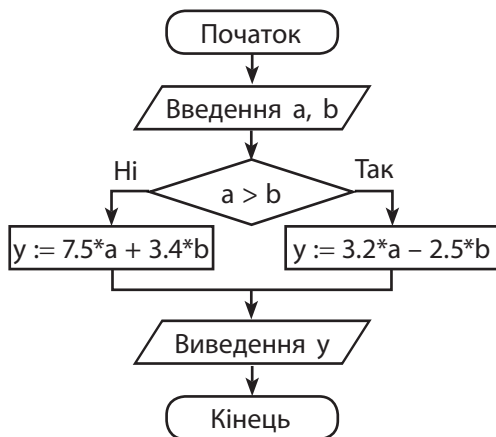 Початок
Введення a, b
Ні
Так
a > b
y := 7.5*a + 3.4*b
y := 3.2*a – 2.5*b
Виведення y
Кінець